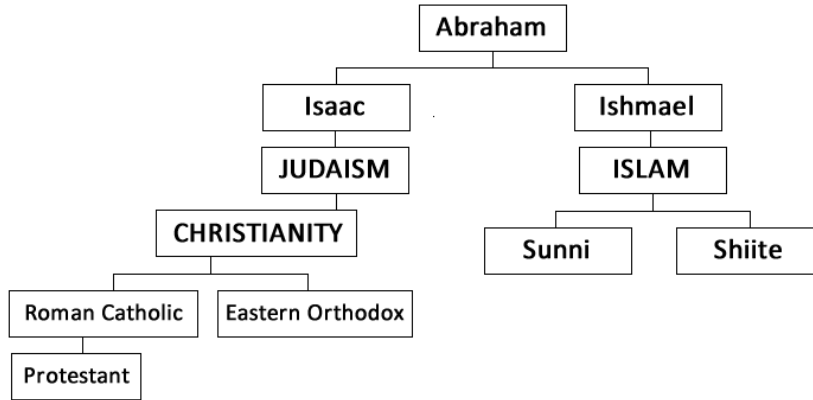 Abraham
Isaac
Ishmael
JUDAISM
ISLAM
CHRISTIANITY
Sunni
Shiite
Roman Catholic
Eastern Orthodox
Protestant